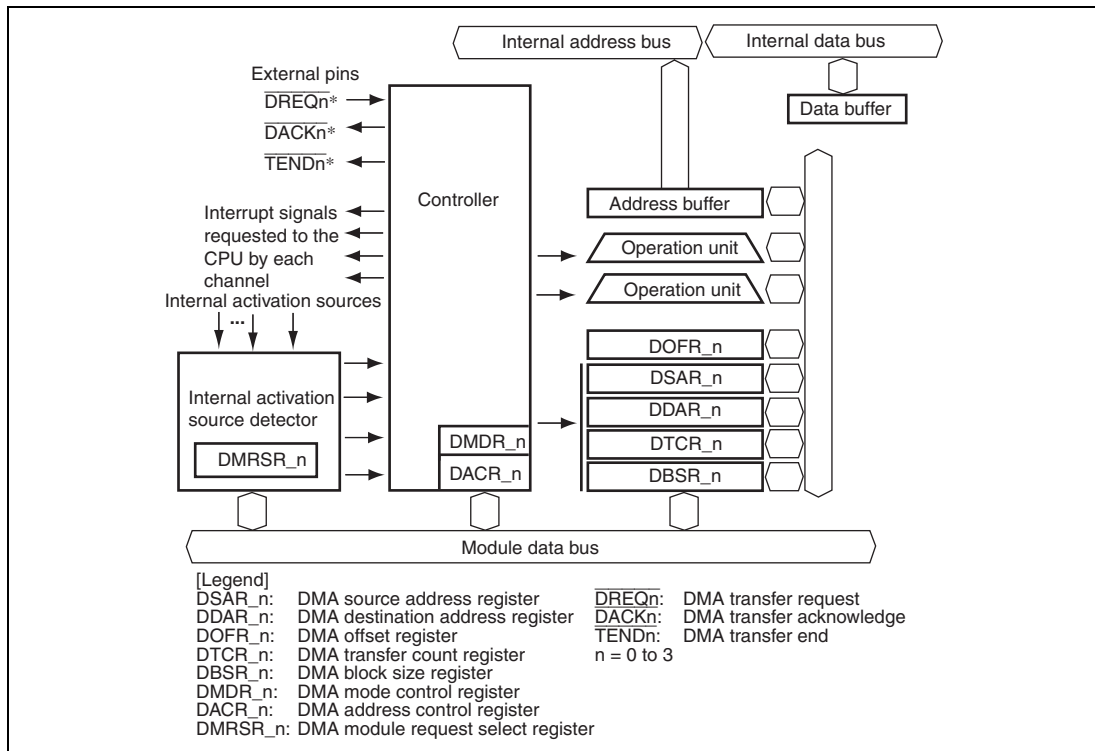 Internal address bus
Internal data bus
External pins
DREQn*
DACKn*
TENDn*
Data buffer
Controller
Address buffer
Interrupt signals
requested to the
CPU by each
channel
Operation unit
Operation unit
Internal activation sources
...
DOFR_n
DSAR_n
Internal activation
source detector
DDAR_n
DMRSR_n
DMDR_n
DTCR_n
DACR_n
DBSR_n
Module data bus
[Legend]
DSAR_n: DMA source address register
DDAR_n: DMA destination address register
DOFR_n: DMA offset register
DTCR_n: DMA transfer count register
DBSR_n: DMA block size register
DMDR_n: DMA mode control register
DACR_n: DMA address control register
DMRSR_n: DMA module request select register
DREQn: DMA transfer request
DACKn: DMA transfer acknowledge
TENDn: DMA transfer end
n = 0 to 3